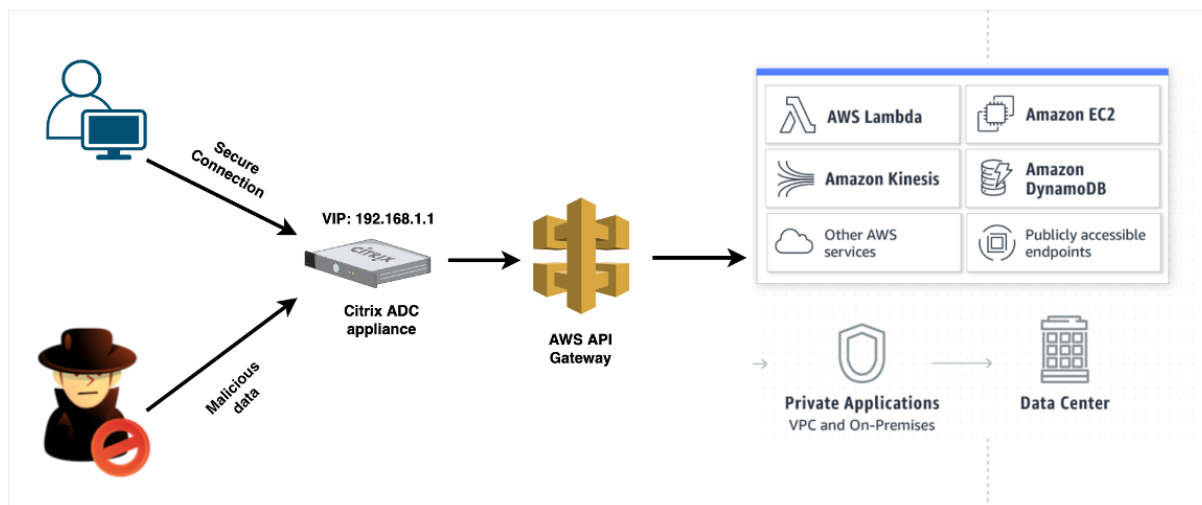 Secure
Connection
VIP: 192.168.1.1
CITRIX
Citrix ADC
appliance
Malicious
data
AWS API
Gateway
AWS Lambda
Amazon EC2
Amazon Kinesis
Amazon
DynamoDB
Other AWS
services
Publicly accessible
endpoints
Private Applications
VPC and On-Premises
Data Center